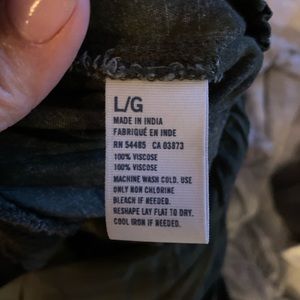 L/G
MADE IN INDIA
FABRIQUÉ EN INDE
RN 54485 CA 03873
100% VISCOSE
100% VISCOSE
MACHINE WASH COLD. USE
ONLY NON CHLORINE
BLEACH IF NEEDED.
RESHAPE LAY FLAT TO DRY.
COOL IRON IF NEEDED.